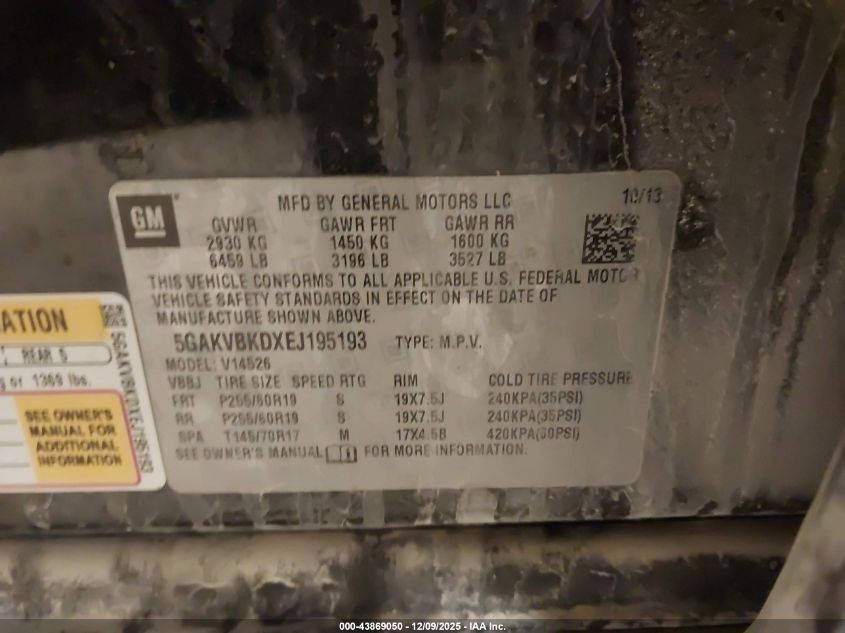 GM
MFD BY GENERAL MOTORS LLC
10/13
GVWR GAWR FRT GAWR RR
2930 KG 1450 KG 1600 KG
6459 LB 3196 LB 3527 LB
THIS VEHICLE CONFORMS TO ALL APPLICABLE U.S. FEDERAL MOTOR
VEHICLE SAFETY STANDARDS IN EFFECT ON THE DATE OF
MANUFACTURE SHOWN ABOVE.
5GAKVBKDXEJ195193 TYPE: M.P.V.
MODEL: V14526
VBBJ TIRE SIZE SPEED RTG RIM COLD TIRE PRESSURE
FRT P255/60R19 S 19X7.5J 240KPA(35PSI)
RR P255/60R19 S 19X7.5J 240KPA(35PSI)
SPA T145/70R17 M 17X4.5B 420KPA(60PSI)
SEE OWNER'S MANUAL FOR MORE INFORMATION.
ATION
REAR 5
or 1369 lbs.
SEE OWNER'S
MANUAL FOR
ADDITIONAL
INFORMATION
5GAKVBKDXEJ195193
000-43869050 - 12/09/2025 - IAA Inc.